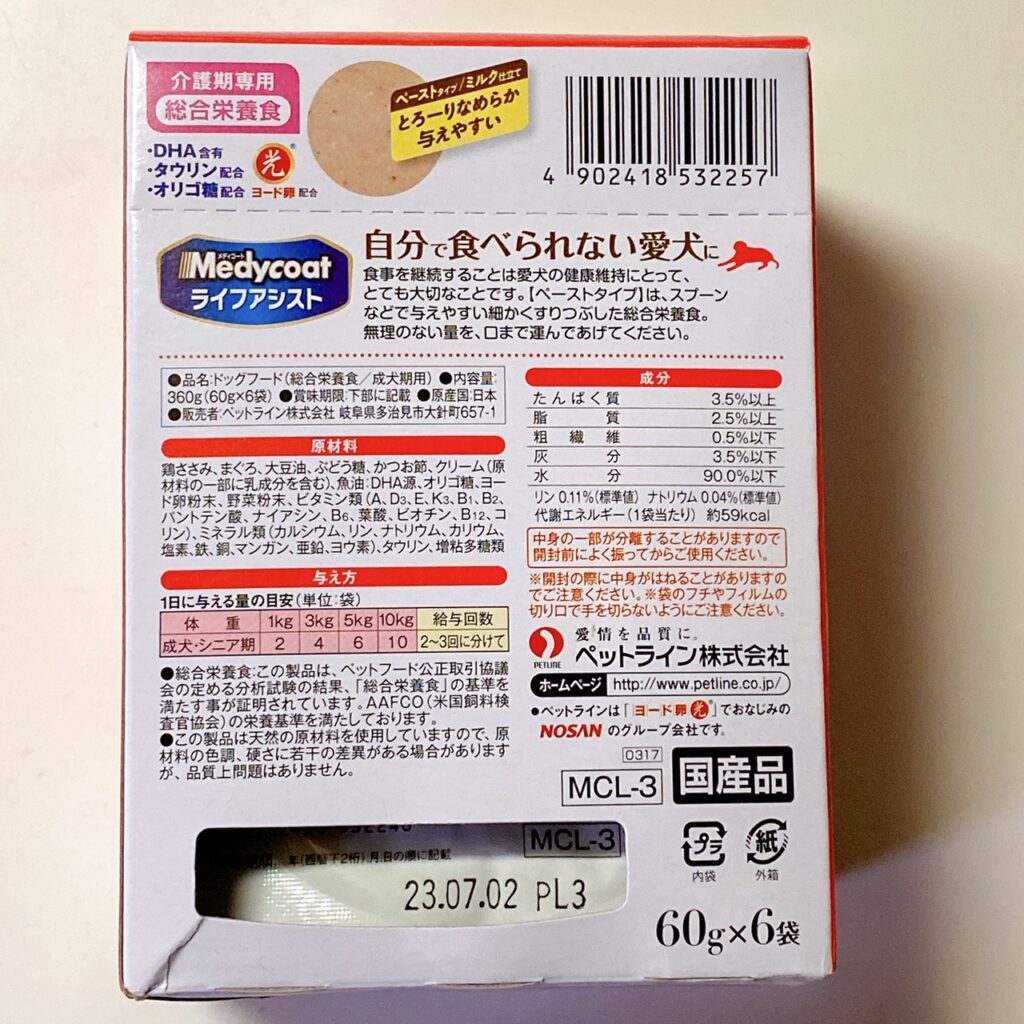 介護期専用
総合栄養食
・DHA含有
・タウリン配合
・オリゴ糖配合
光®
ヨード卵 配合
ペーストタイプ/ミルク仕立て
とろーりなめらか
与えやすい
4 902418 532257
メディコート
Medycoat
ライフアシスト
自分で食べられない愛犬に
食事を継続することは愛犬の健康維持にとって、
とても大切なことです。【ペーストタイプ】は、スプーン
などで与えやすい細かくすりつぶした総合栄養食。
無理のない量を、口まで運んであげてください。
●品名:ドッグフード(総合栄養食/成犬期用) ●内容量:
360g(60g×6袋) ●賞味期限:下部に記載 ●原産国:日本
●販売者:ペットライン株式会社 岐阜県多治見市大針町657-1
原材料
鶏ささみ、まぐろ、大豆油、ぶどう糖、かつお節、クリーム(原
材料の一部に乳成分を含む)、魚油:DHA源、オリゴ糖、ヨー
ド卵粉末、野菜粉末、ビタミン類(A、D3、E、K3、B1、B2、
パントテン酸、ナイアシン、B6、葉酸、ビオチン、B12、コ
リン)、ミネラル類(カルシウム、リン、ナトリウム、カリウム、
塩素、鉄、銅、マンガン、亜鉛、ヨウ素)、タウリン、増粘多糖類
与え方
1日に与える量の目安(単位:袋)
体 重 1kg 3kg 5kg 10kg 給与回数
成犬・シニア期 2 4 6 10 2~3回に分けて
●総合栄養食:この製品は、ペットフード公正取引協議
会の定める分析試験の結果、「総合栄養食」の基準を
満たす事が証明されています。AAFCO(米国飼料検
査官協会)の栄養基準を満たしております。
●この製品は天然の原材料を使用していますので、原
材料の色調、硬さに若干の差異がある場合があります
が、品質上問題はありません。
成分
たんぱく質 3.5%以上
脂質 2.5%以上
粗繊維 0.5%以下
灰分 3.5%以下
水分 90.0%以下
リン 0.11%(標準値) ナトリウム 0.04%(標準値)
代謝エネルギー(1袋当たり) 約59kcal
中身の一部が分離することがありますので
開封前によく振ってからご使用ください。
※開封の際に中身がはねることがありますの
でご注意ください。※袋のフチやフィルムの
切り口で手を切らないようにご注意ください。
PETLINE
愛情を品質に。
ペットライン株式会社
ホームページ http://www.petline.co.jp/
●ペットラインは「ヨード卵 光®」でおなじみの
NOSAN のグループ会社です。
0317
MCL-3
国産品
MCL-3
年(西暦下2桁)、月、日の順に記載
23.07.02 PL3
プラ
内袋
紙
外箱
60g×6袋